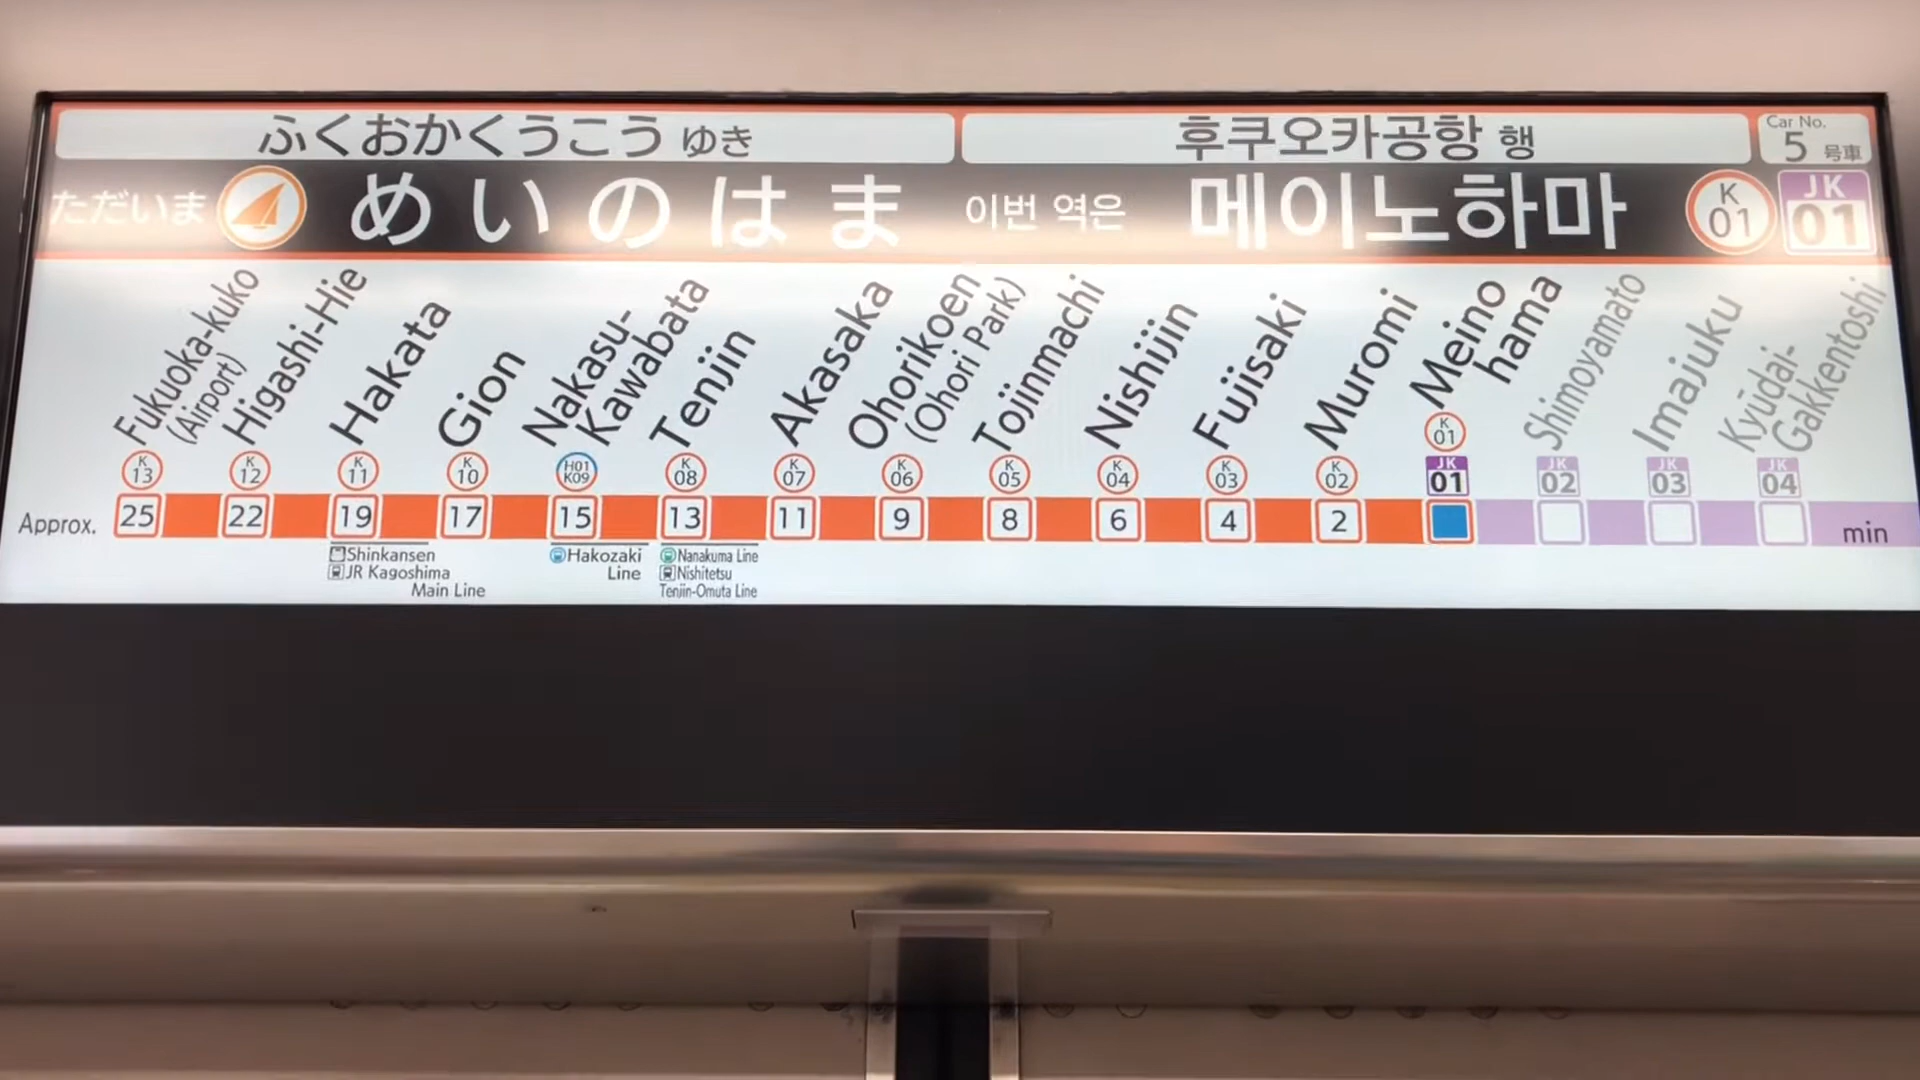 ふくおかくうこう ゆき
후쿠오카공항 행
Car No.
5 号車
ただいま めいのはま
이번 역은 메이노하마
K 01
JK 01
Fukuoka-kuko
(Airport)
Higashi-Hie
Hakata
Gion
Nakasu-
Kawabata
Tenjin
Akasaka
Ohorikoen
(Ohori Park)
Tojinmachi
Nishijin
Fujisaki
Muromi
Meino
hama
Shimoyamato
Imajuku
Kyūdai-
Gakkentoshi
K 13 K 12 K 11 K 10 H01 K09 K 08 K 07 K 06 K 05 K 04 K 03 K 02 K 01
JK 01 JK 02 JK 03 JK 04
Approx. 25 22 19 17 15 13 11 9 8 6 4 2 min
Shinkansen
JR Kagoshima
Main Line
Hakozaki
Line
Nanakuma Line
Nishitetsu
Tenjin-Omuta Line